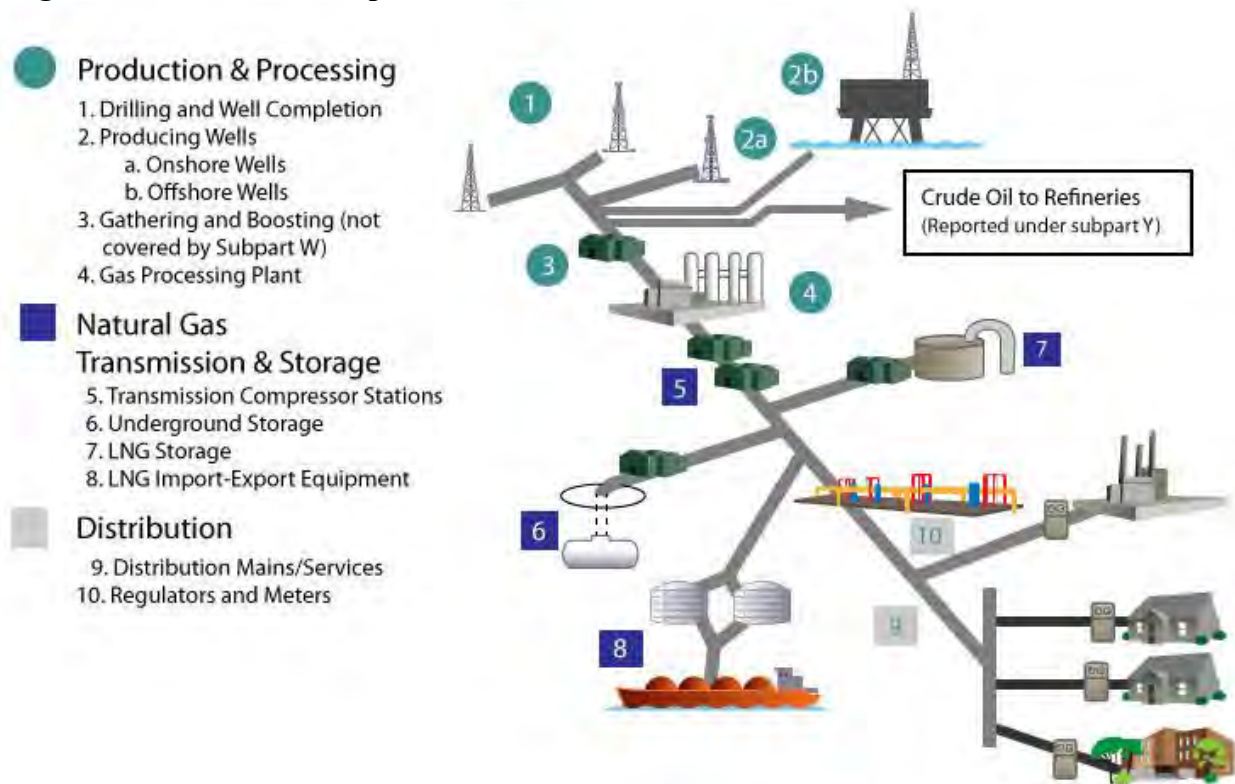 Production & Processing
1. Drilling and Well Completion
2. Producing Wells
a. Onshore Wells
b. Offshore Wells
3. Gathering and Boosting (not
covered by Subpart W)
4. Gas Processing Plant
Natural Gas
Transmission & Storage
5. Transmission Compressor Stations
6. Underground Storage
7. LNG Storage
8. LNG Import-Export Equipment
Distribution
9. Distribution Mains/Services
10. Regulators and Meters
1
2a
2b
Crude Oil to Refineries
(Reported under subpart Y)
3
4
5
7
6
10
9
8